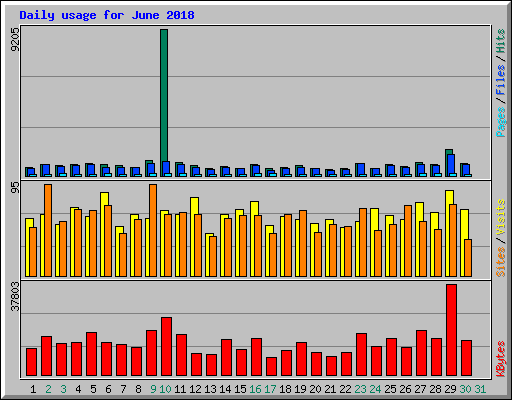 Daily usage for June 2018
9205
Pages / Files / Hits
95
Sites / Visits
37803
KBytes
1 2 3 4 5 6 7 8 9 10 11 12 13 14 15 16 17 18 19 20 21 22 23 24 25 26 27 28 29 30 31